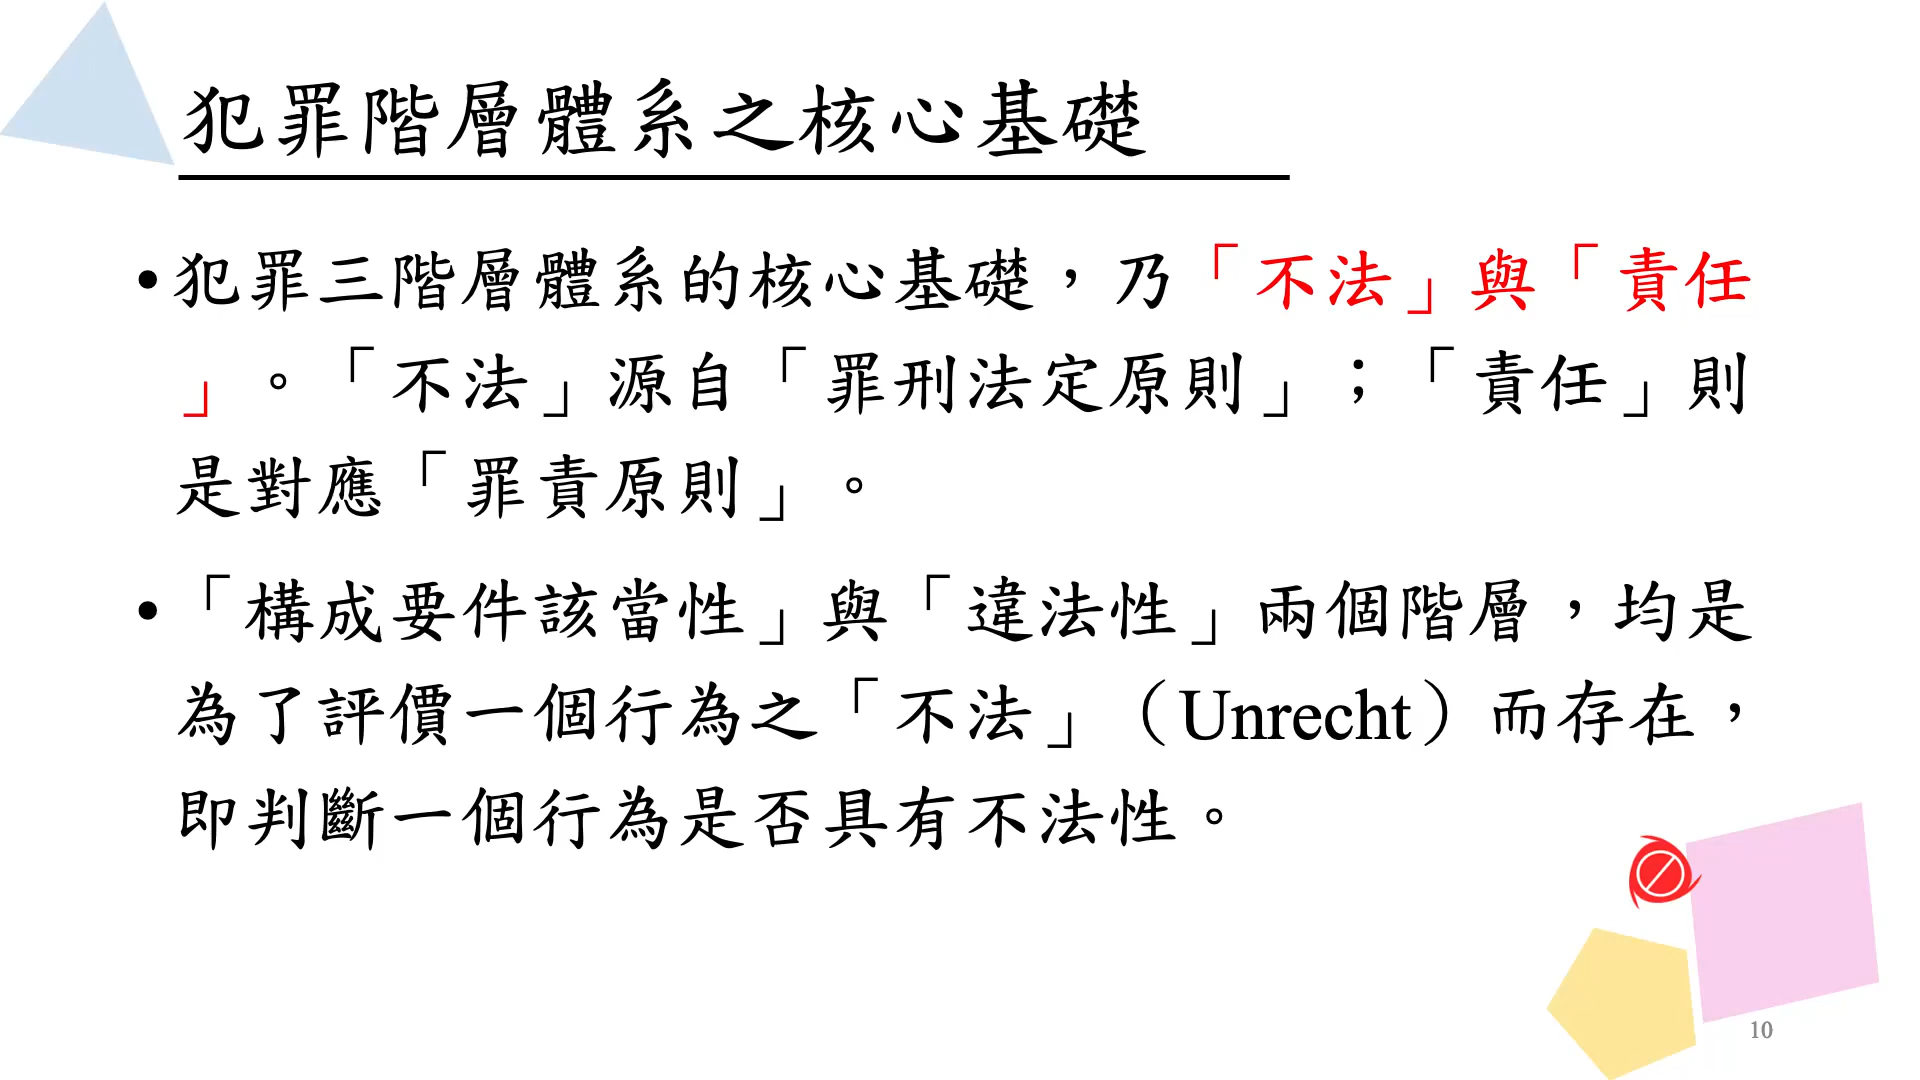 犯罪階層體系之核心基礎
•犯罪三階層體系的核心基礎，乃「不法」與「責任
」。「不法」源自「罪刑法定原則」；「責任」則
是對應「罪責原則」。
•「構成要件該當性」與「違法性」兩個階層，均是
為了評價一個行為之「不法」（Unrecht）而存在，
即判斷一個行為是否具有不法性。
10